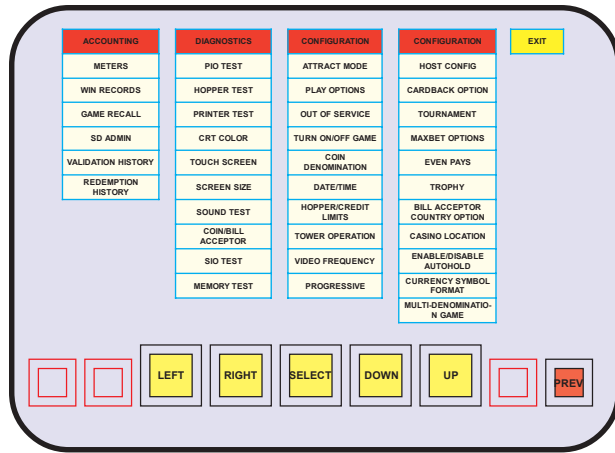 ACCOUNTING
METERS
WIN RECORDS
GAME RECALL
SD ADMIN
VALIDATION HISTORY
REDEMPTION
HISTORY
DIAGNOSTICS
PIO TEST
HOPPER TEST
PRINTER TEST
CRT COLOR
TOUCH SCREEN
SCREEN SIZE
SOUND TEST
COIN/BILL
ACCEPTOR
SIO TEST
MEMORY TEST
CONFIGURATION
ATTRACT MODE
PLAY OPTIONS
OUT OF SERVICE
TURN ON/OFF GAME
COIN
DENOMINATION
DATE/TIME
HOPPER/CREDIT
LIMITS
TOWER OPERATION
VIDEO FREQUENCY
PROGRESSIVE
CONFIGURATION
HOST CONFIG
CARDBACK OPTION
TOURNAMENT
MAXBET OPTIONS
EVEN PAYS
TROPHY
BILL ACCEPTOR
COUNTRY OPTION
CASINO LOCATION
ENABLE/DISABLE
AUTOHOLD
CURRENCY SYMBOL
FORMAT
MULTI-DENOMINATIO-
N GAME
EXIT
LEFT
RIGHT
SELECT
DOWN
UP
PREV